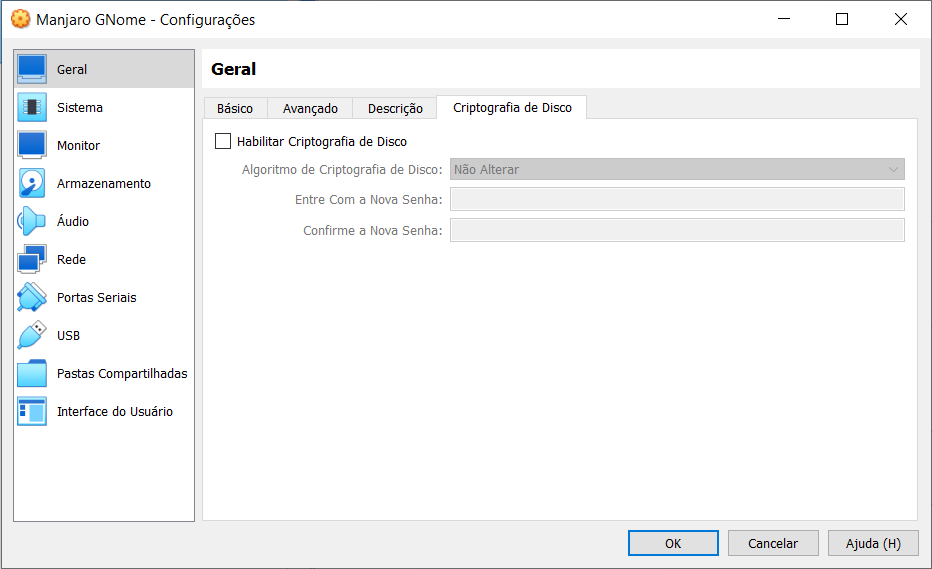 Manjaro GNome - Configurações
Geral
Sistema
Monitor
Armazenamento
Áudio
Rede
Portas Seriais
USB
Pastas Compartilhadas
Interface do Usuário
Geral
Básico
Avançado
Descrição
Criptografia de Disco
Habilitar Criptografia de Disco
Algoritmo de Criptografia de Disco: Não Alterar
Entre Com a Nova Senha:
Confirme a Nova Senha:
OK
Cancelar
Ajuda (H)